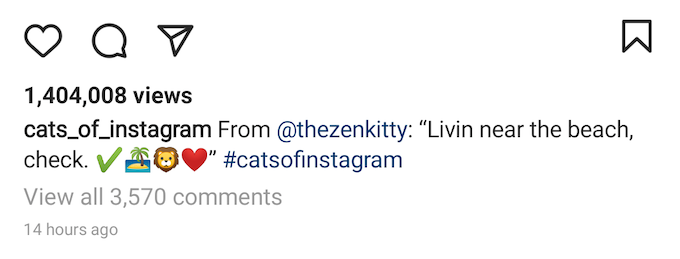 1,404,008 views
cats_of_instagram From @thezenkitty: “Livin near the beach,
check. ✔️🏝️🦁❤️” #catsofinstagram
View all 3,570 comments
14 hours ago